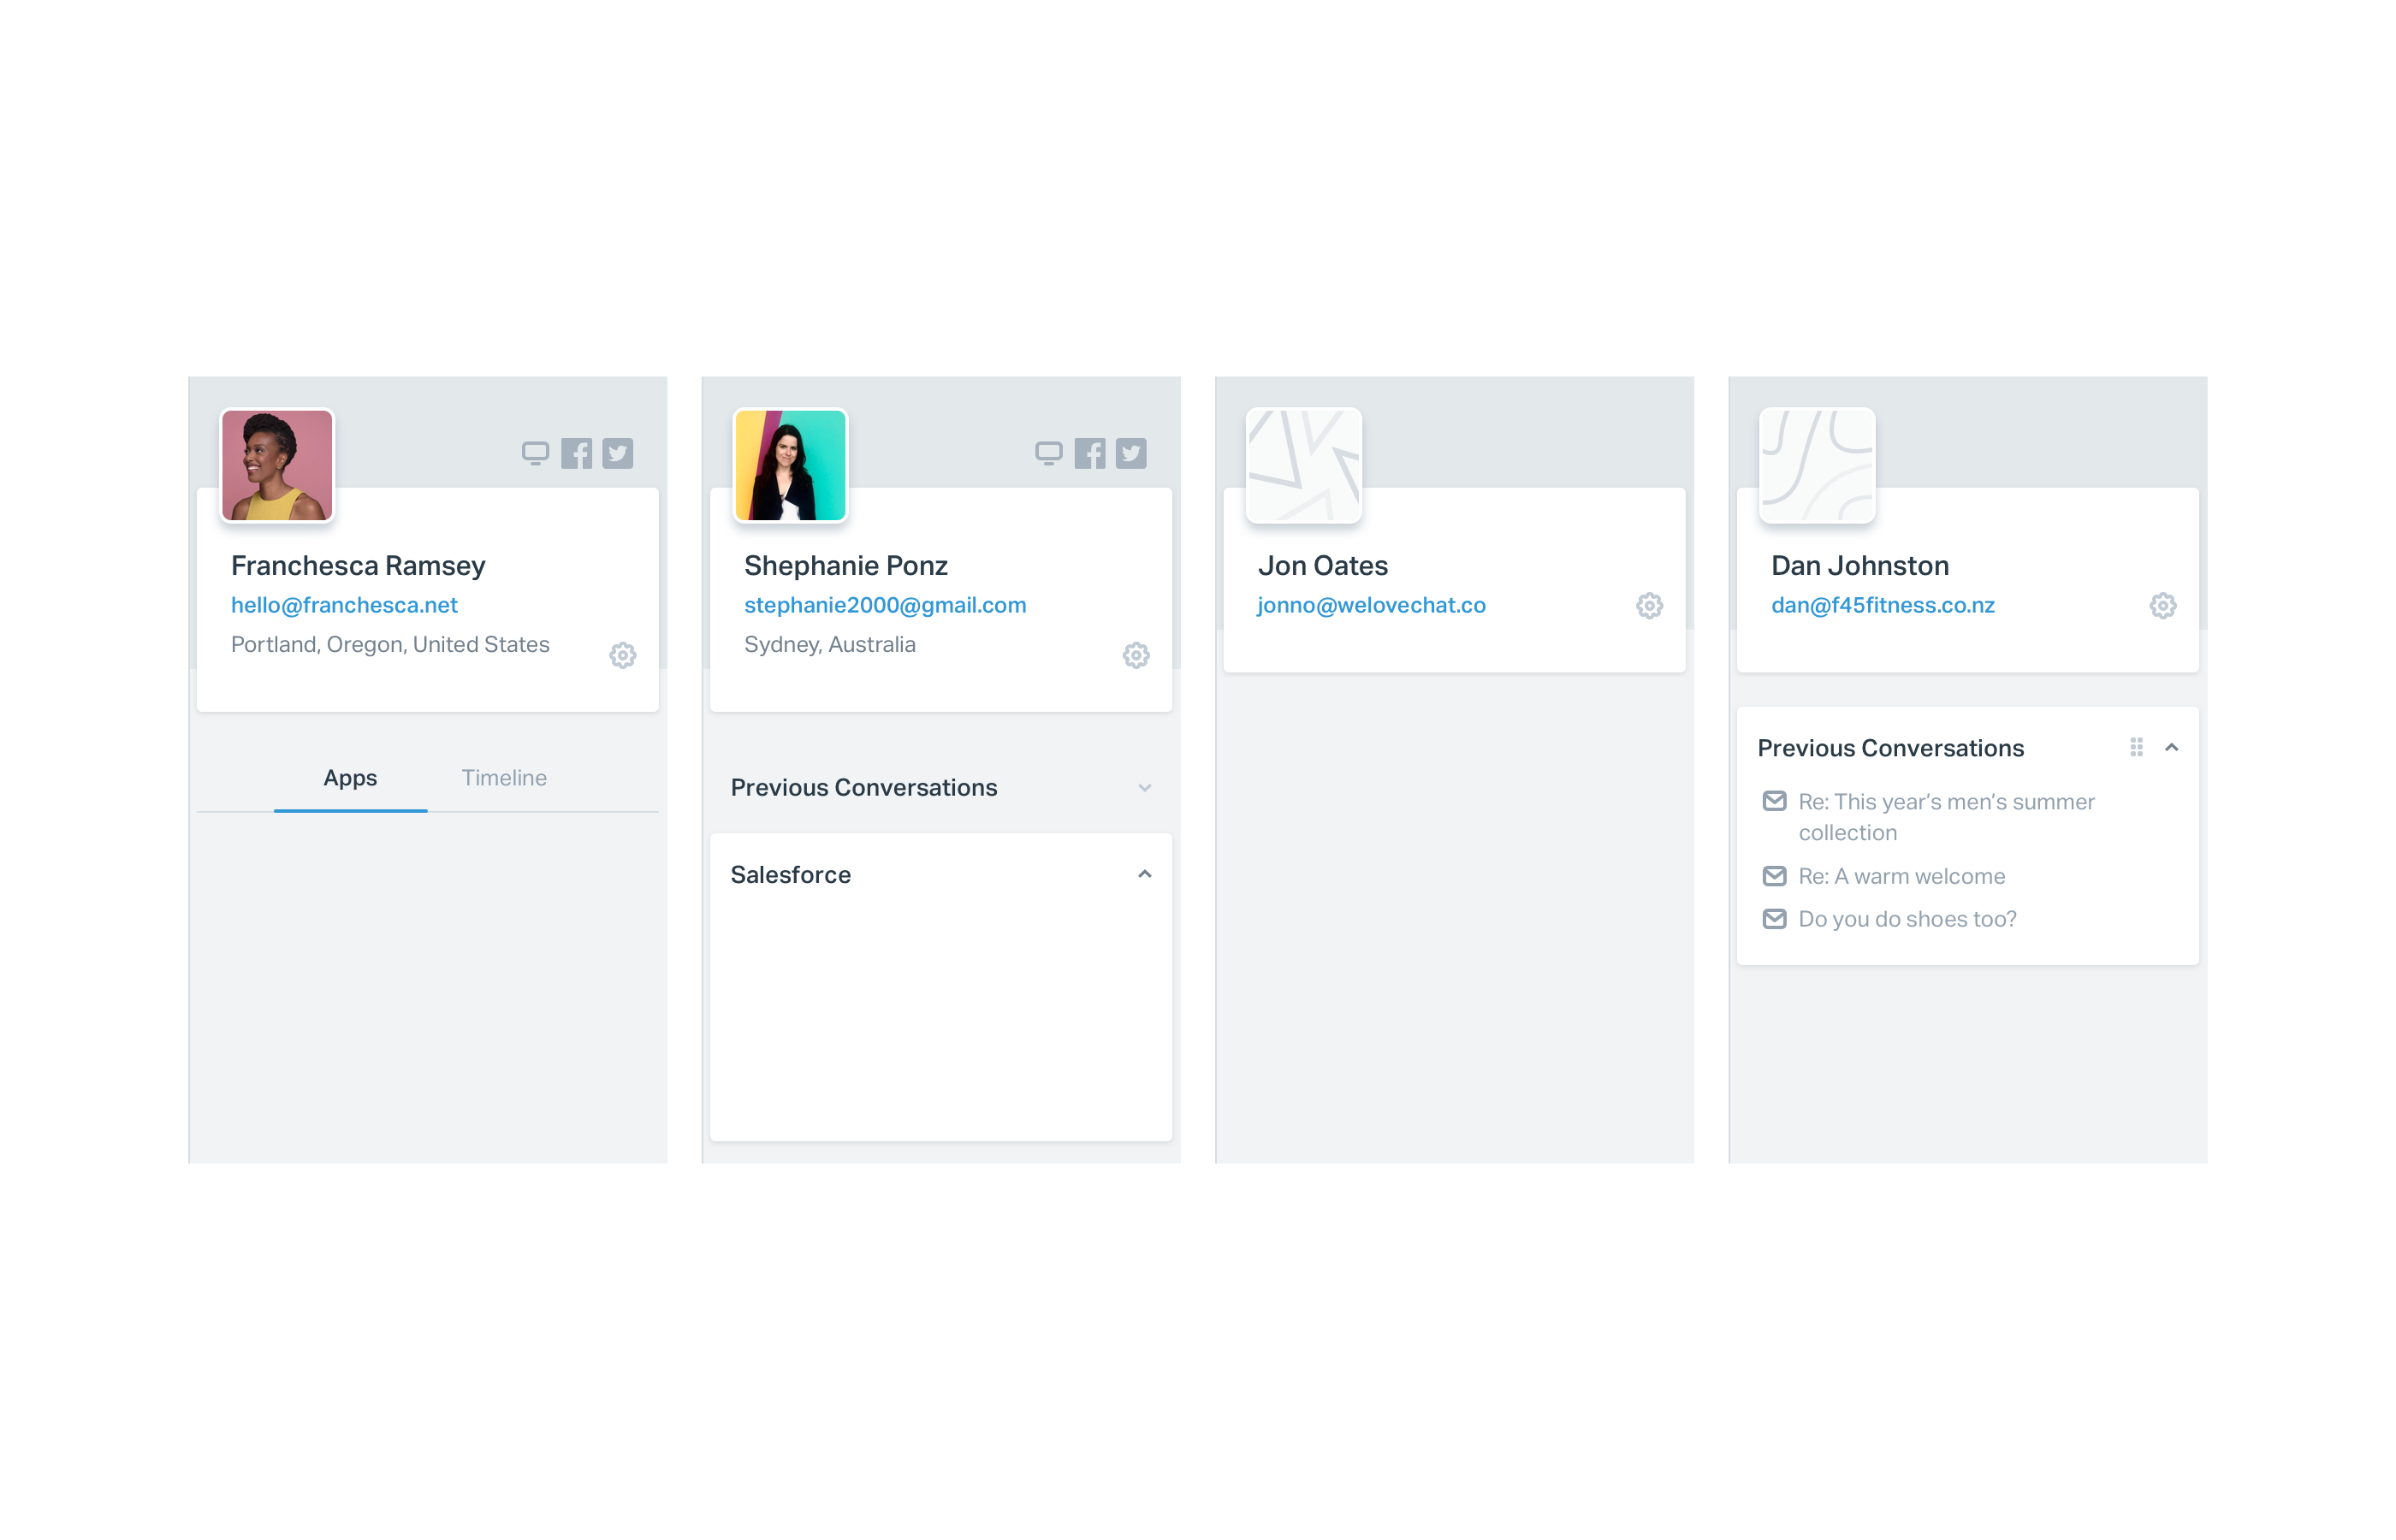 Franchesca Ramsey
hello@franchesca.net
Portland, Oregon, United States
Apps
Timeline
Shephanie Ponz
stephanie2000@gmail.com
Sydney, Australia
Previous Conversations
Salesforce
Jon Oates
jonno@welovechat.co
Dan Johnston
dan@f45fitness.co.nz
Previous Conversations
Re: This year’s men’s summer
collection
Re: A warm welcome
Do you do shoes too?